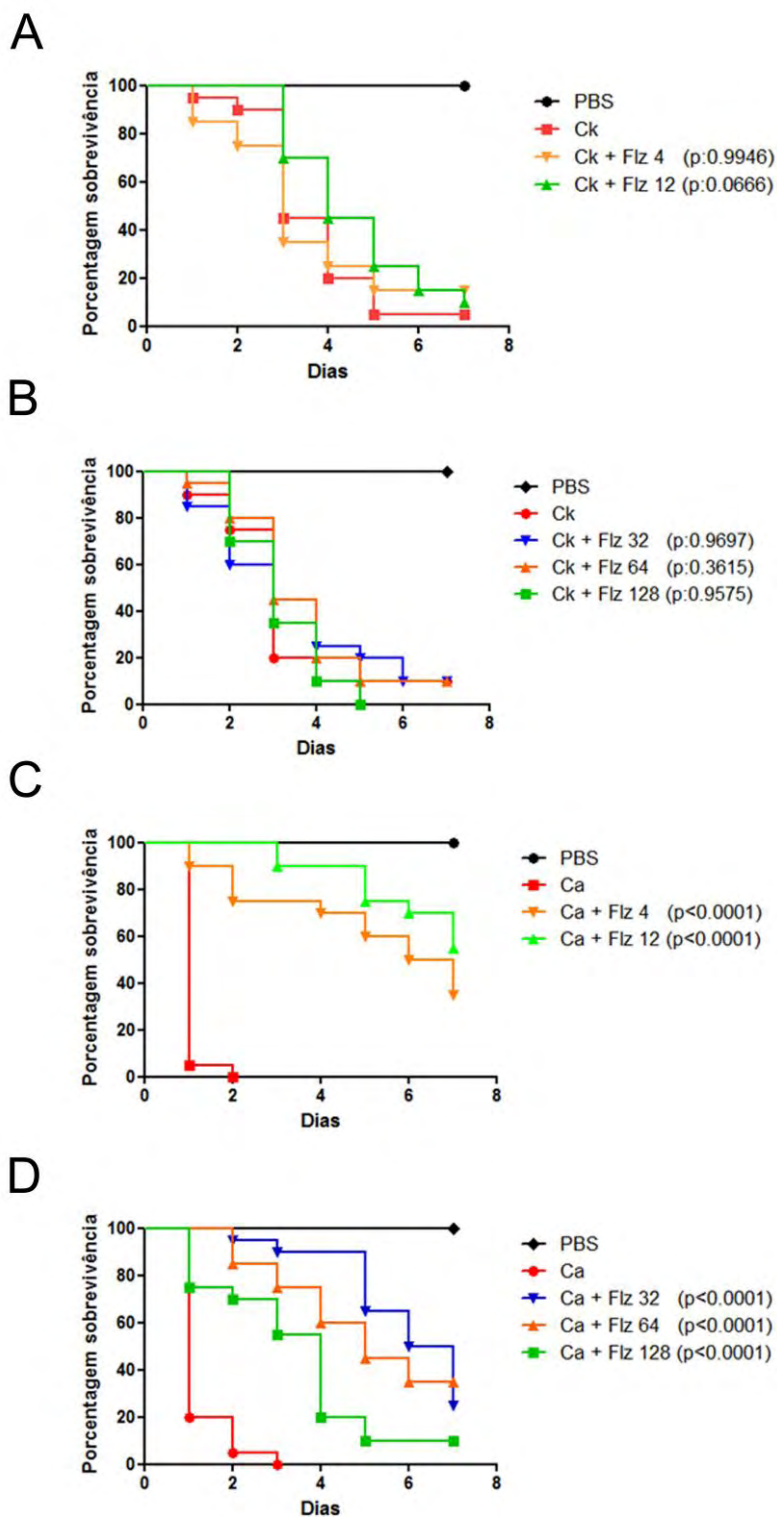 A
Porcentagem sobrevivência
100
80
60
40
20
0
0 2 4 6 8
Dias
PBS
Ck
Ck + Flz 4 (p:0.9946)
Ck + Flz 12 (p:0.0666)
B
Porcentagem sobrevivência
100
80
60
40
20
0
0 2 4 6 8
Dias
PBS
Ck
Ck + Flz 32 (p:0.9697)
Ck + Flz 64 (p:0.3615)
Ck + Flz 128 (p:0.9575)
C
Porcentagem sobrevivência
100
80
60
40
20
0
0 2 4 6 8
Dias
PBS
Ca
Ca + Flz 4 (p<0.0001)
Ca + Flz 12 (p<0.0001)
D
Porcentagem sobrevivência
100
80
60
40
20
0
0 2 4 6 8
Dias
PBS
Ca
Ca + Flz 32 (p<0.0001)
Ca + Flz 64 (p<0.0001)
Ca + Flz 128 (p<0.0001)